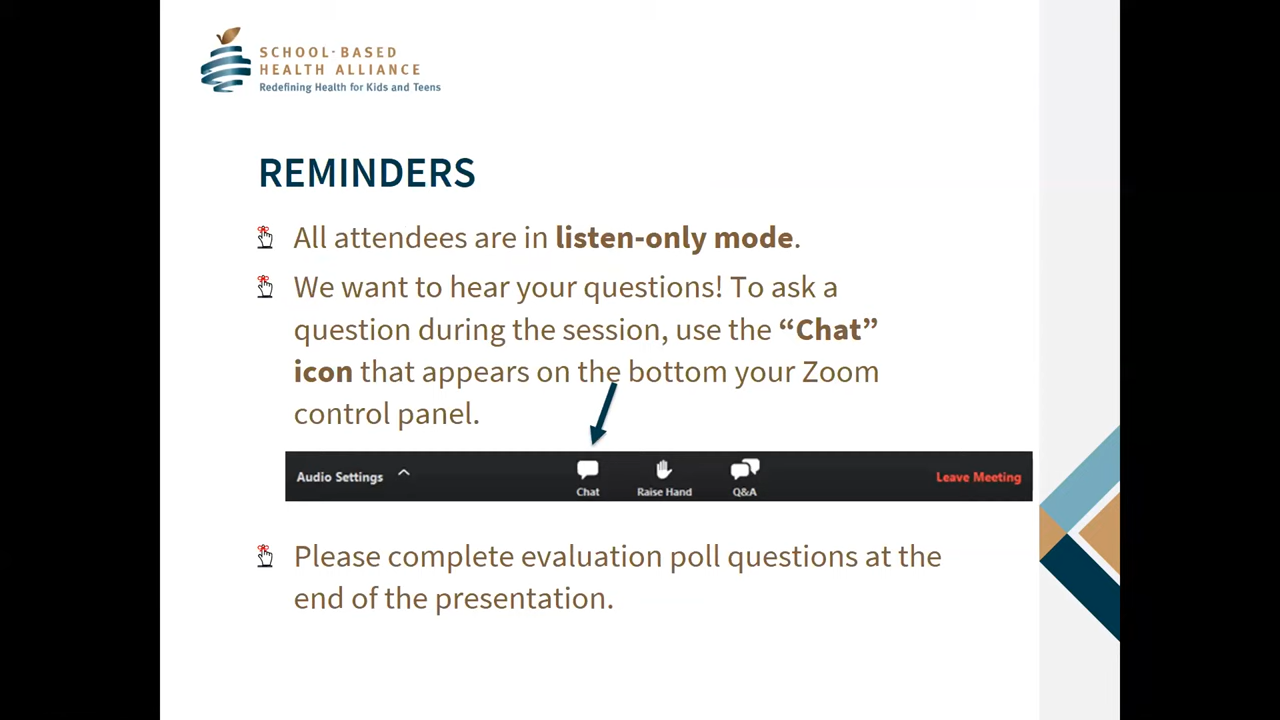 SCHOOL-BASED
HEALTH ALLIANCE
Redefining Health for Kids and Teens
REMINDERS
All attendees are in listen-only mode.
We want to hear your questions! To ask a
question during the session, use the “Chat”
icon that appears on the bottom your Zoom
control panel.
Audio Settings
Chat
Raise Hand
Q&A
Leave Meeting
Please complete evaluation poll questions at the
end of the presentation.